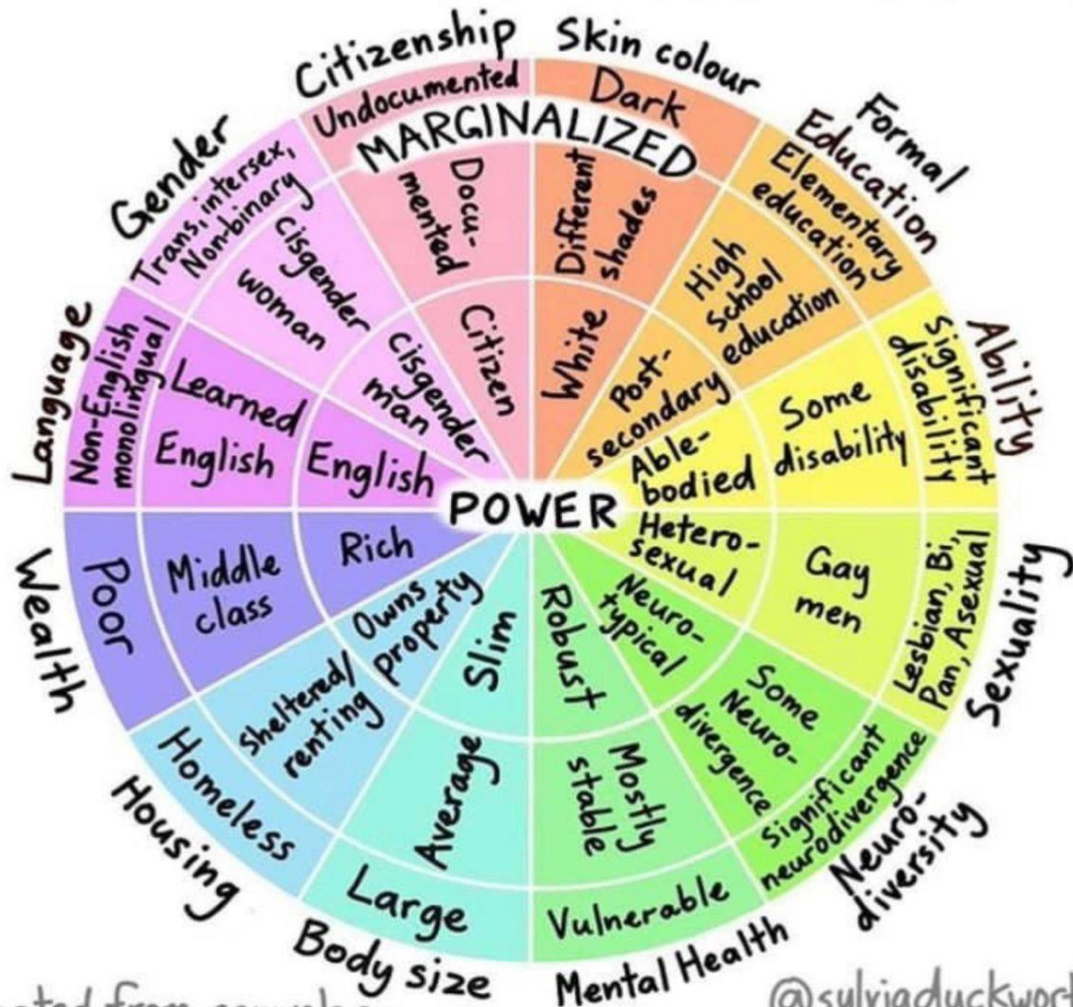 Citizenship
Undocumented
Docu-
mented
Citizen
Skin colour
Dark
Different
shades
White
Formal
Education
Elementary
education
High
school
education
Post-
secondary
Ability
Significant
disability
Some
disability
Able-
bodied
Sexuality
Lesbian, Bi,
Pan, Asexual
Gay
men
Hetero-
sexual
Neuro-
diversity
Significant
neurodivergence
Some
Neuro-
divergence
Neuro-
typical
Mental Health
Vulnerable
Mostly
stable
Robust
Body size
Large
Average
Slim
Housing
Homeless
Sheltered/
renting
Owns
property
Wealth
Poor
Middle
class
Rich
Language
Non-English
monolingual
Learned
English
English
Gender
Trans, intersex,
Non-binary
Cisgender
woman
Cisgender
man
MARGINALIZED
POWER
@sylviaduckwort